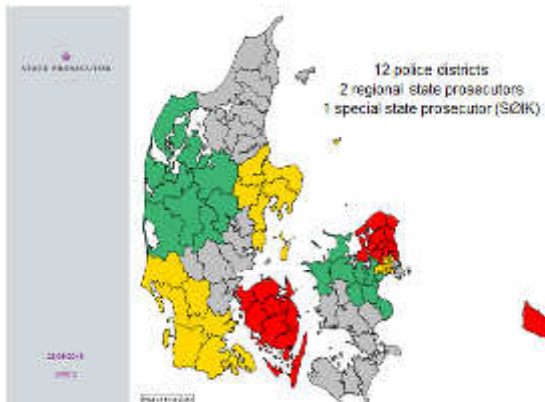 STATE PROSECUTOR
12 police districts
2 regional state prosecutors
1 special state prosecutor (SØIK)